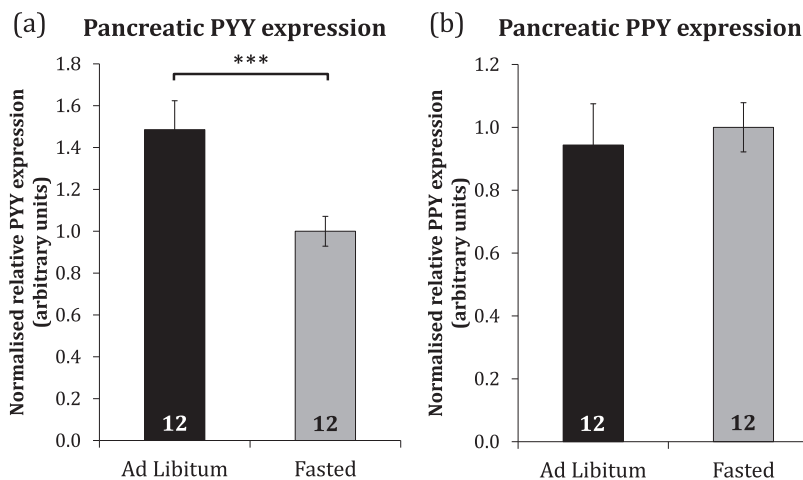 (a)
Pancreatic PYY expression
Normalised relative PYY expression
(arbitrary units)
1.8
1.6
1.4
1.2
1.0
0.8
0.6
0.4
0.2
0.0
***
12
12
Ad Libitum
Fasted
(b)
Pancreatic PPY expression
Normalised relative PPY expression
(arbitrary units)
1.2
1.0
0.8
0.6
0.4
0.2
0.0
12
12
Ad Libitum
Fasted